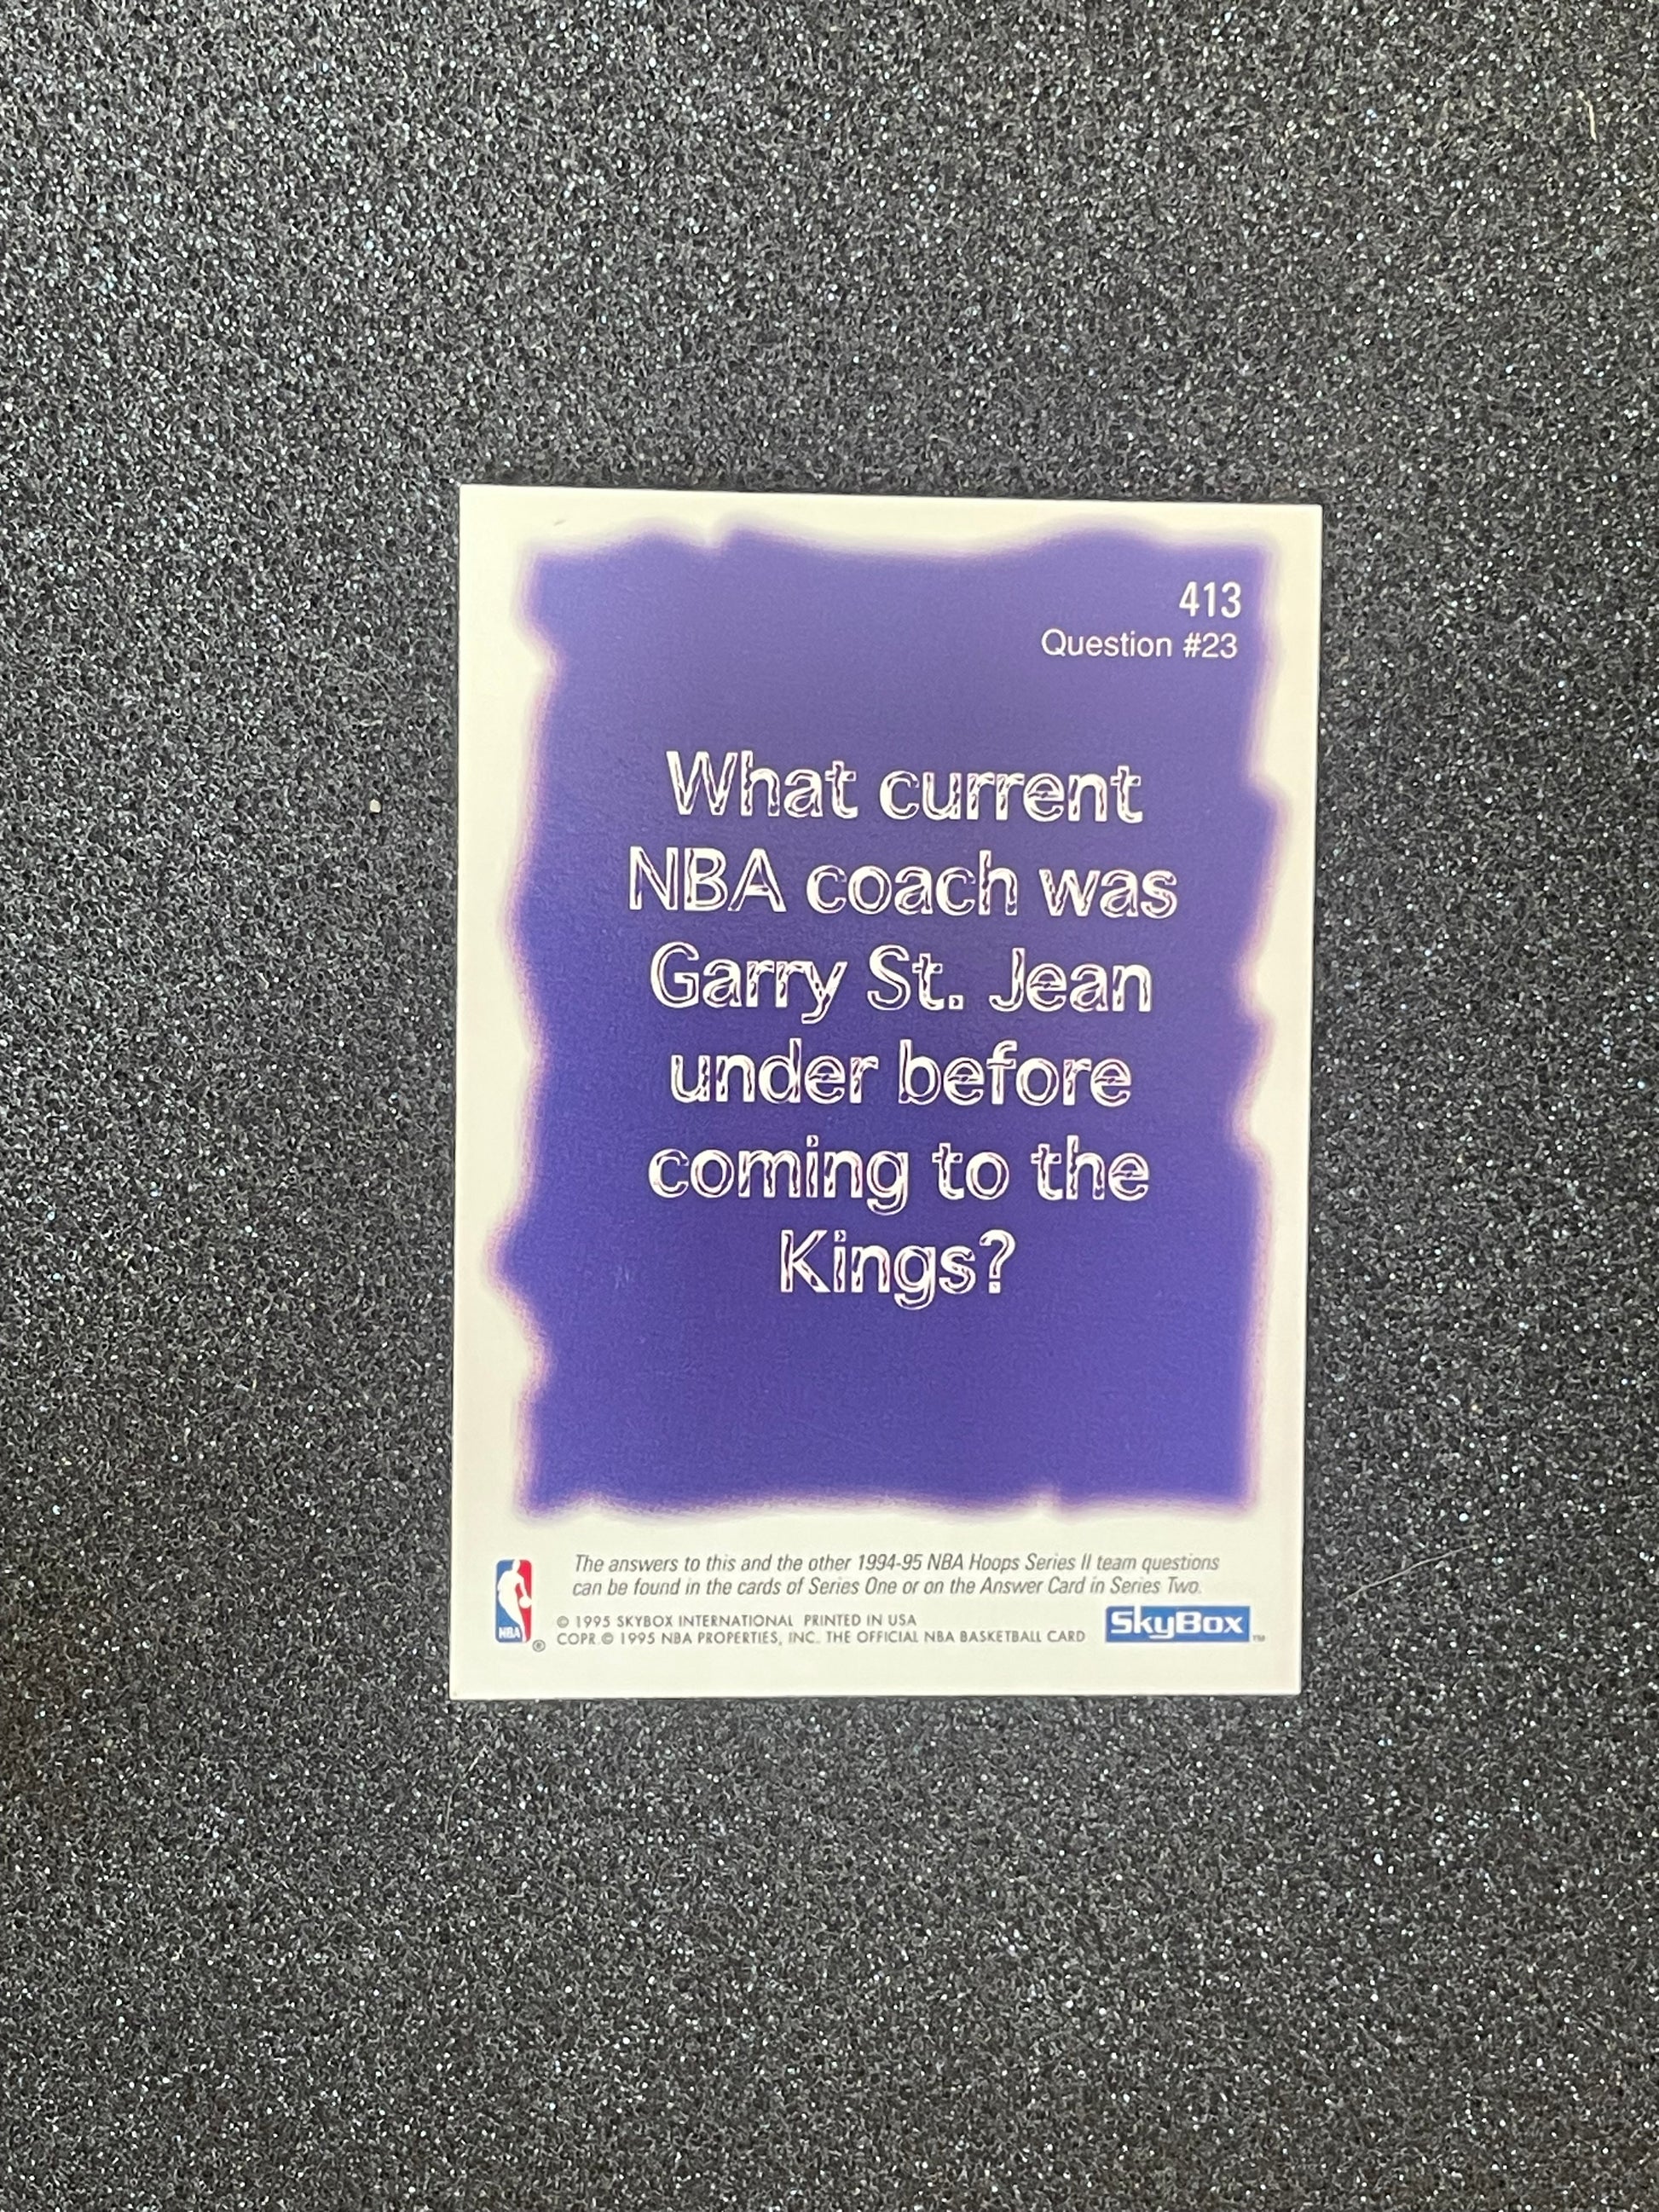 413
Question #23
What current
NBA coach was
Garry St. Jean
under before
coming to the
Kings?
The answers to this and the other 1994-95 NBA Hoops Series II team questions
can be found in the cards of Series One or on the Answer Card in Series Two.
© 1995 SKYBOX INTERNATIONAL PRINTED IN USA
COPR.© 1995 NBA PROPERTIES, INC. THE OFFICIAL NBA BASKETBALL CARD
NBA ®
SkyBox ™